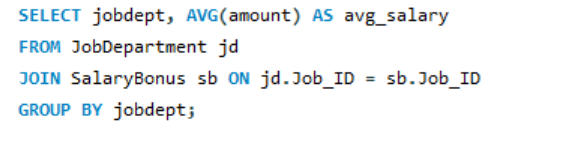 SELECT jobdept, AVG(amount) AS avg_salary
FROM JobDepartment jd
JOIN SalaryBonus sb ON jd.Job_ID = sb.Job_ID
GROUP BY jobdept;